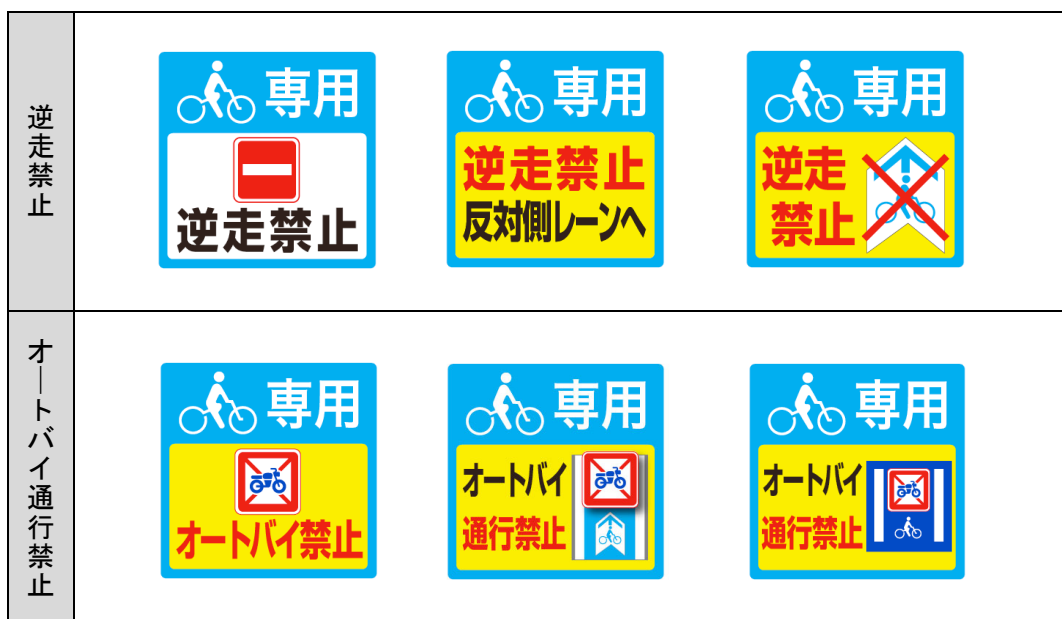 逆走禁止
専用
逆走禁止
専用
逆走禁止
反対側レーンへ
専用
逆走
禁止
オートバイ通行禁止
専用
オートバイ禁止
専用
オートバイ
通行禁止
専用
オートバイ
通行禁止